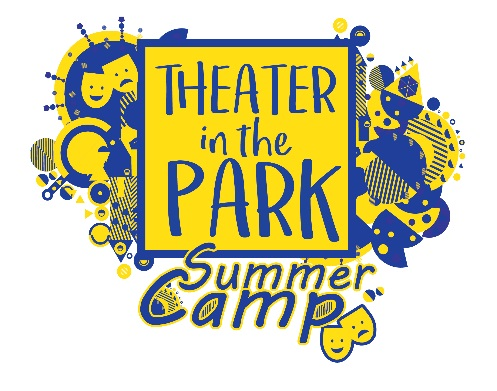 THEATER
in the
PARK
Summer
Camp